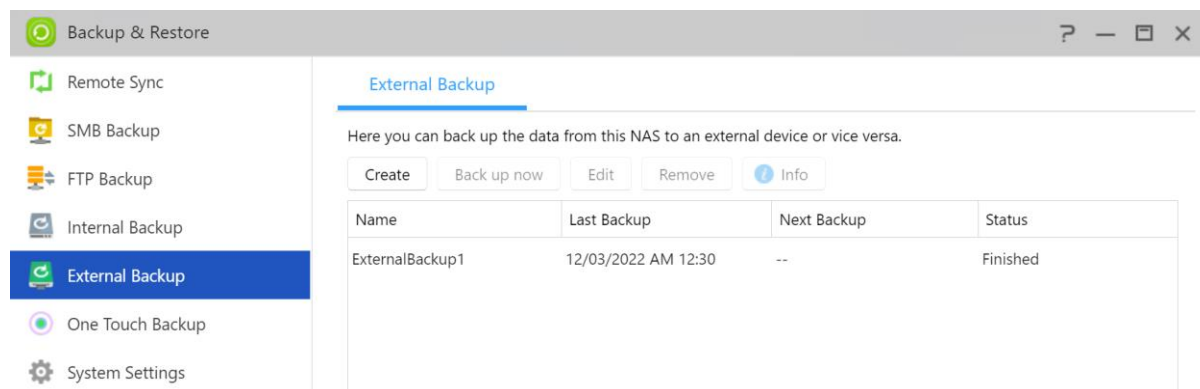 Backup & Restore
Remote Sync
SMB Backup
FTP Backup
Internal Backup
External Backup
One Touch Backup
System Settings
External Backup
Here you can back up the data from this NAS to an external device or vice versa.
Create Back up now Edit Remove Info
Name Last Backup Next Backup Status
ExternalBackup1 12/03/2022 AM 12:30 -- Finished